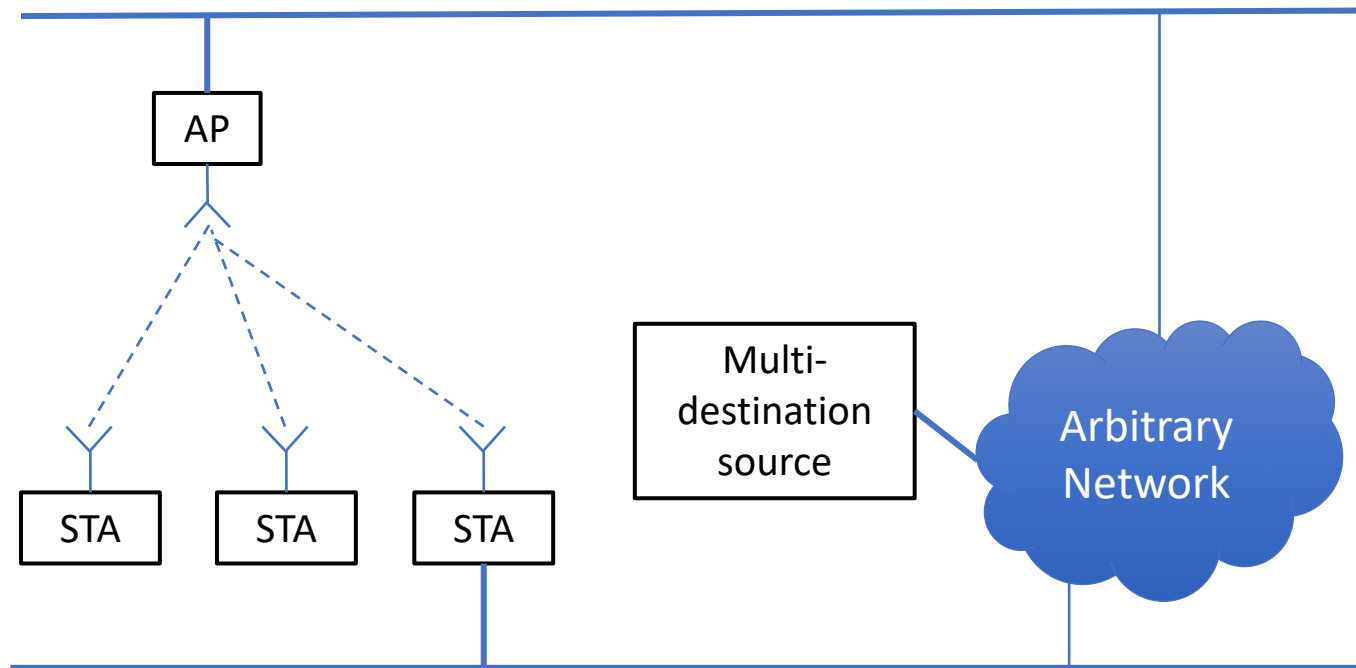 AP
Multi-
destination
source
Arbitrary
Network
STA
STA
STA